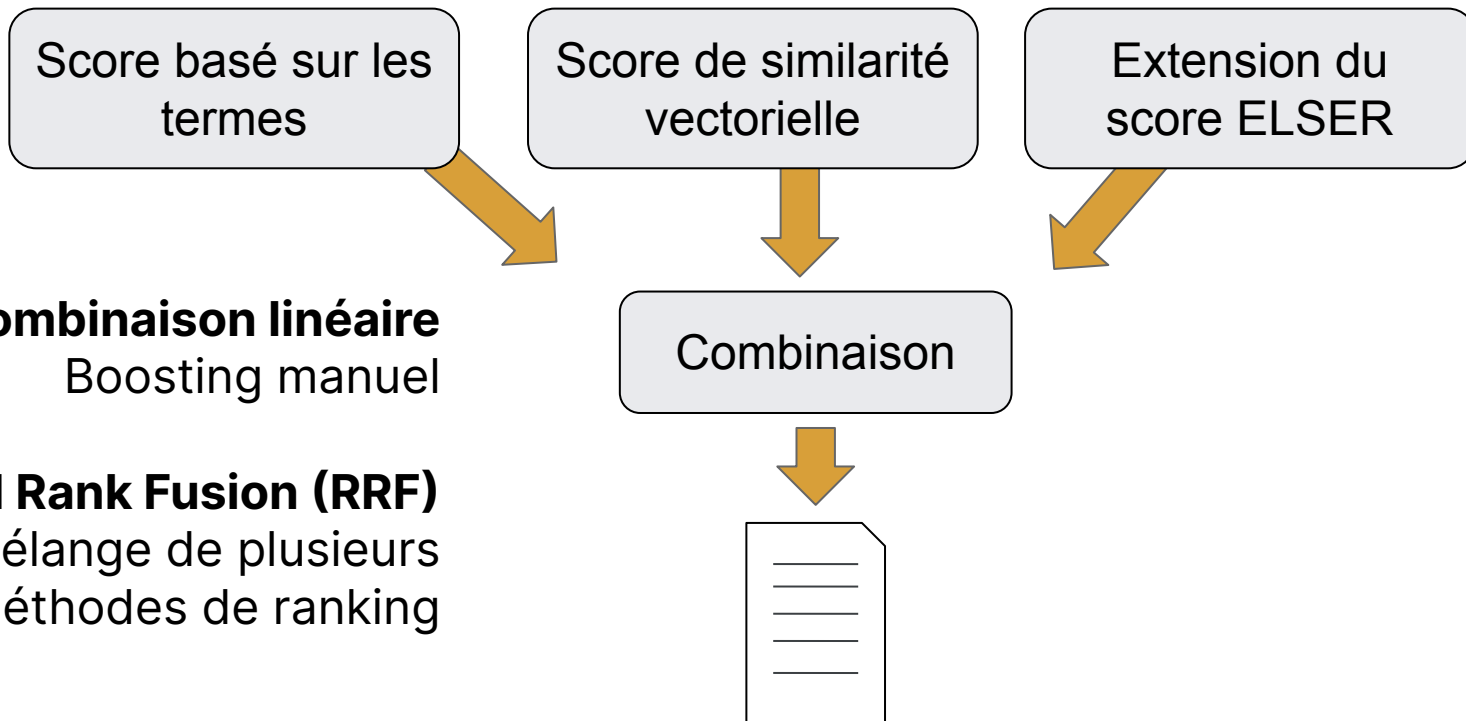 Score basé sur les
termes
Score de similarité
vectorielle
Extension du
score ELSER
ombinaison linéaire
Boosting manuel
Combinaison
Rank Fusion (RRF)
élange de plusieurs
éthodes de ranking